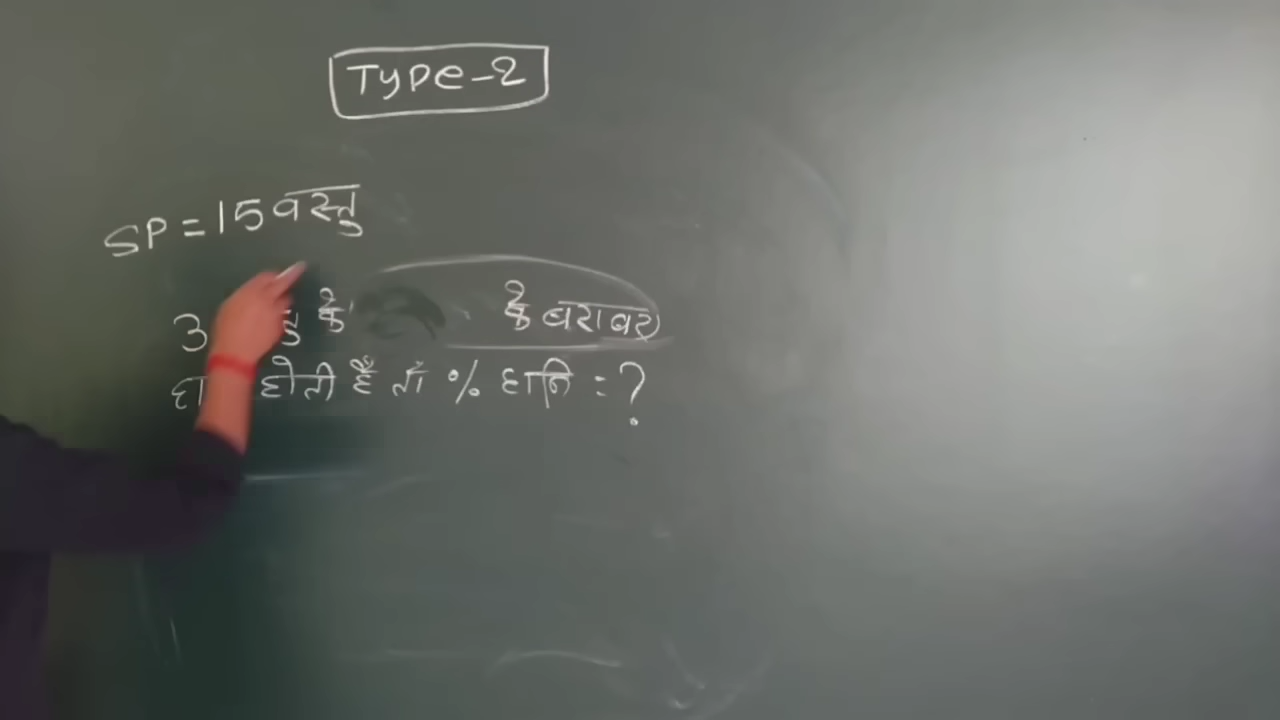 TYPE-2
SP = 15 वस्तु
3 के के बराबर
होती है तो % हानि = ?